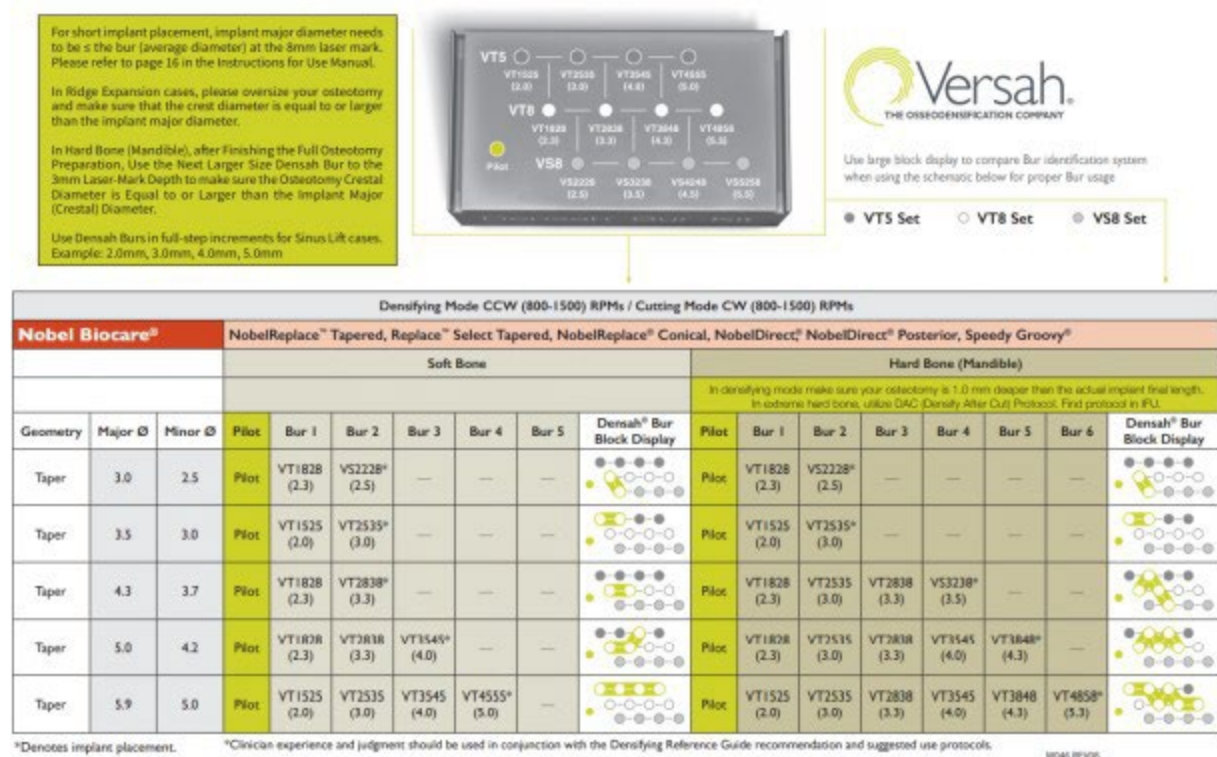 For short implant placement, implant major diameter needs
to be ≤ the bur (average diameter) at the 8mm laser mark.
Please refer to page 16 in the Instructions for Use Manual.
In Ridge Expansion cases, please oversize your osteotomy
and make sure that the crest diameter is equal to or larger
than the implant major diameter.
In Hard Bone (Mandible), after Finishing the Full Osteotomy
Preparation, Use the Next Larger Size Densah Bur to the
3mm Laser-Mark Depth to make sure the Osteotomy Crestal
Diameter is Equal to or Larger than the Implant Major
(Crestal) Diameter.
Use Densah Burs in full-step increments for Sinus Lift cases.
Example: 2.0mm, 3.0mm, 4.0mm, 5.0mm
VT5
VT1525 VT2535 VT3545 VT4555
(2.0) (3.0) (4.0) (5.0)
VT8
VT1828 VT2838 VT3848 VT4858
(2.3) (3.3) (4.3) (5.3)
Pilot VS8
VS2228 VS3238 VS4248 VS5258
(2.5) (3.5) (4.5) (5.5)
Versah®
THE OSSEODENSIFICATION COMPANY
Use large block display to compare Bur identification system
when using the schematic below for proper Bur usage
VT5 Set VT8 Set VS8 Set
Densifying Mode CCW (800-1500) RPMs / Cutting Mode CW (800-1500) RPMs
Nobel Biocare® NobelReplace™ Tapered, Replace™ Select Tapered, NobelReplace® Conical, NobelDirect,® NobelDirect® Posterior, Speedy Groovy®
Soft Bone Hard Bone (Mandible)
In densifying mode make sure your osteotomy is 1.0 mm deeper than the actual implant final length.
In extreme hard bone, utilize DAC (Densify After Cut) Protocol. Find protocol in IFU.
Geometry Major Ø Minor Ø Pilot Bur 1 Bur 2 Bur 3 Bur 4 Bur 5 Densah® Bur Block Display Pilot Bur 1 Bur 2 Bur 3 Bur 4 Bur 5 Bur 6 Densah® Bur Block Display
Taper 3.0 2.5 Pilot VT1828 (2.3) VS2228* (2.5) — — — Pilot VT1828 (2.3) VS2228* (2.5) — — — —
Taper 3.5 3.0 Pilot VT1525 (2.0) VT2535* (3.0) — — — Pilot VT1525 (2.0) VT2535* (3.0) — — — —
Taper 4.3 3.7 Pilot VT1828 (2.3) VT2838* (3.3) — — — Pilot VT1828 (2.3) VT2535 (3.0) VT2838 (3.3) VS3238* (3.5) — —
Taper 5.0 4.2 Pilot VT1828 (2.3) VT2838 (3.3) VT3545* (4.0) — — Pilot VT1828 (2.3) VT2535 (3.0) VT2838 (3.3) VT3545 (4.0) VT3848* (4.3) —
Taper 5.9 5.0 Pilot VT1525 (2.0) VT2535 (3.0) VT3545 (4.0) VT4555* (5.0) — Pilot VT1525 (2.0) VT2535 (3.0) VT2838 (3.3) VT3545 (4.0) VT3848 (4.3) VT4858* (5.3)
*Denotes implant placement. *Clinician experience and judgment should be used in conjunction with the Densifying Reference Guide recommendation and suggested use protocols.